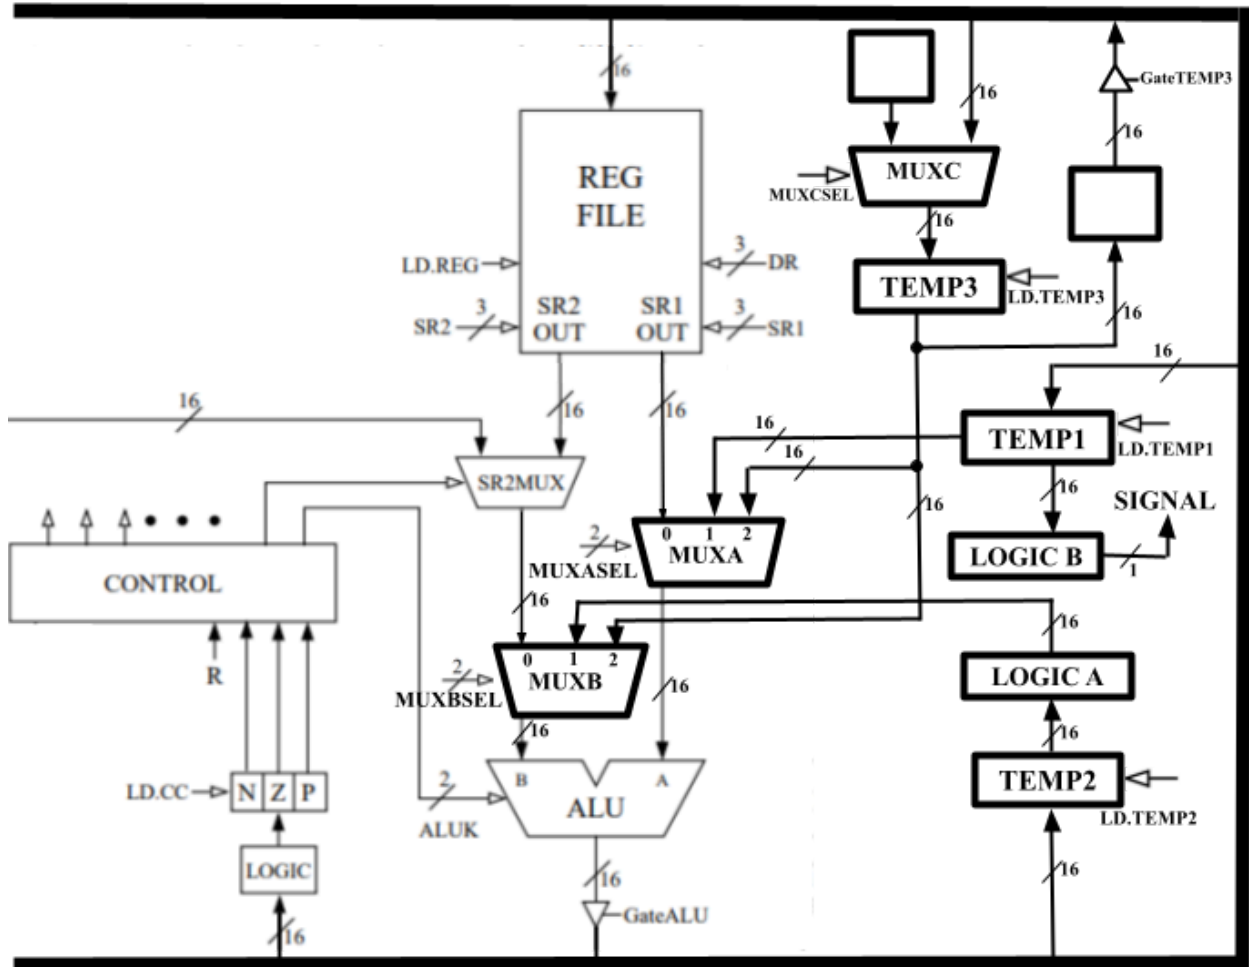 16
16
GateTEMP3
16
MUXC
MUXCSEL
16
REG
FILE
LD.REG
3
DR
TEMP3
LD.TEMP3
SR2
3
SR2
OUT
SR1
OUT
3
SR1
16
16
16
16
16
16
16
TEMP1
LD.TEMP1
SR2MUX
16
16
SIGNAL
0 1 2
MUXA
2
MUXASEL
LOGIC B
1
CONTROL
16
16
R
0 1 2
MUXB
2
MUXBSEL
LOGIC A
16
16
16
B
A
TEMP2
LD.TEMP2
LD.CC
N Z P
2
ALUK
ALU
LOGIC
16
16
GateALU
16